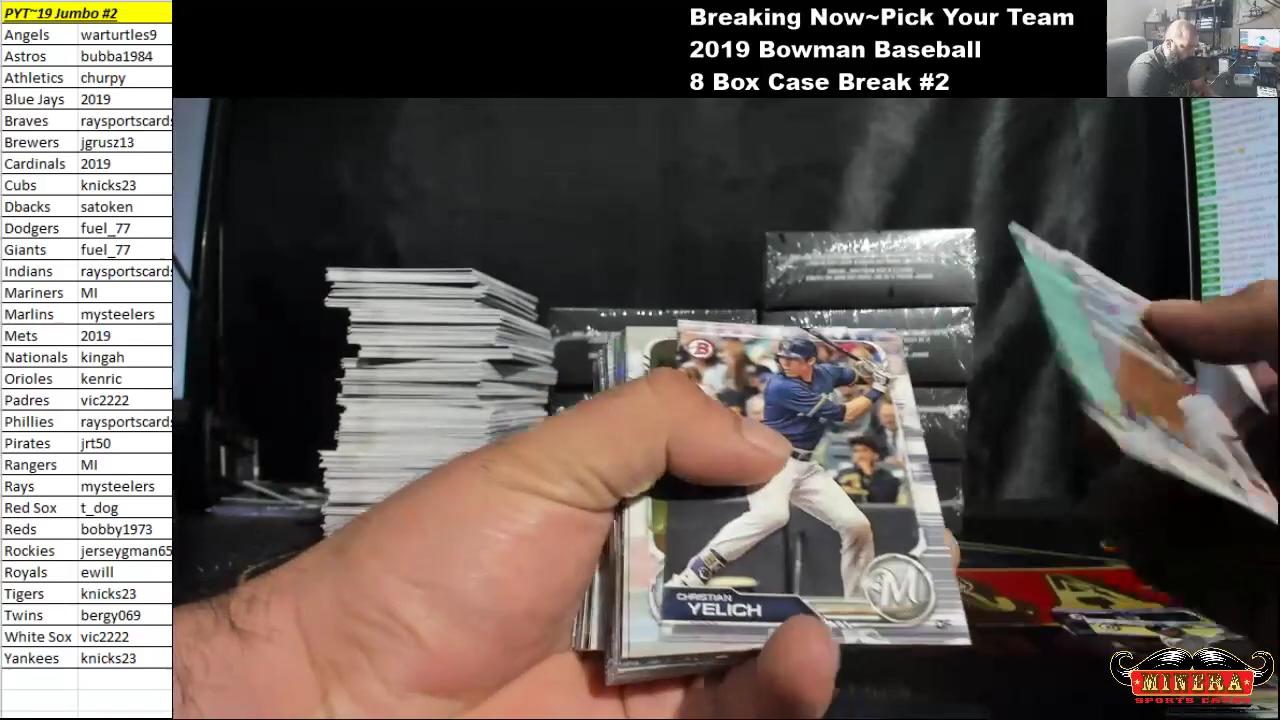 PYT~19 Jumbo #2
Angels warturtles9
Astros bubba1984
Athletics churpy
Blue Jays 2019
Braves raysportscards
Brewers jgrusz13
Cardinals 2019
Cubs knicks23
Dbacks satoken
Dodgers fuel_77
Giants fuel_77
Indians raysportscards
Mariners MI
Marlins mysteelers
Mets 2019
Nationals kingah
Orioles kenric
Padres vic2222
Phillies raysportscards
Pirates jrt50
Rangers MI
Rays mysteelers
Red Sox t_dog
Reds bobby1973
Rockies jerseygman65
Royals ewill
Tigers knicks23
Twins bergy069
White Sox vic2222
Yankees knicks23
Breaking Now~Pick Your Team
2019 Bowman Baseball
8 Box Case Break #2
B
CHRISTIAN
YELICH
M
MINERA
SPORTS CARDS